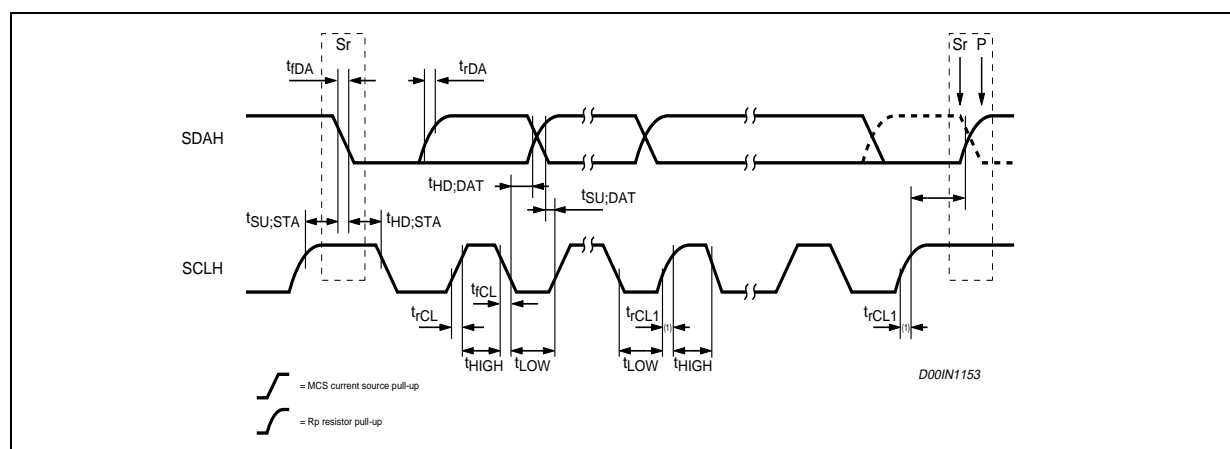 Sr
Sr P
tfDA
trDA
SDAH
tHD;DAT
tSU;DAT
tSU;STA
tHD;STA
SCLH
tfCL
trCL
trCL1
(1)
trCL1
(1)
tHIGH
tLOW
tLOW
tHIGH
D00IN1153
= MCS current source pull-up
= Rp resistor pull-up